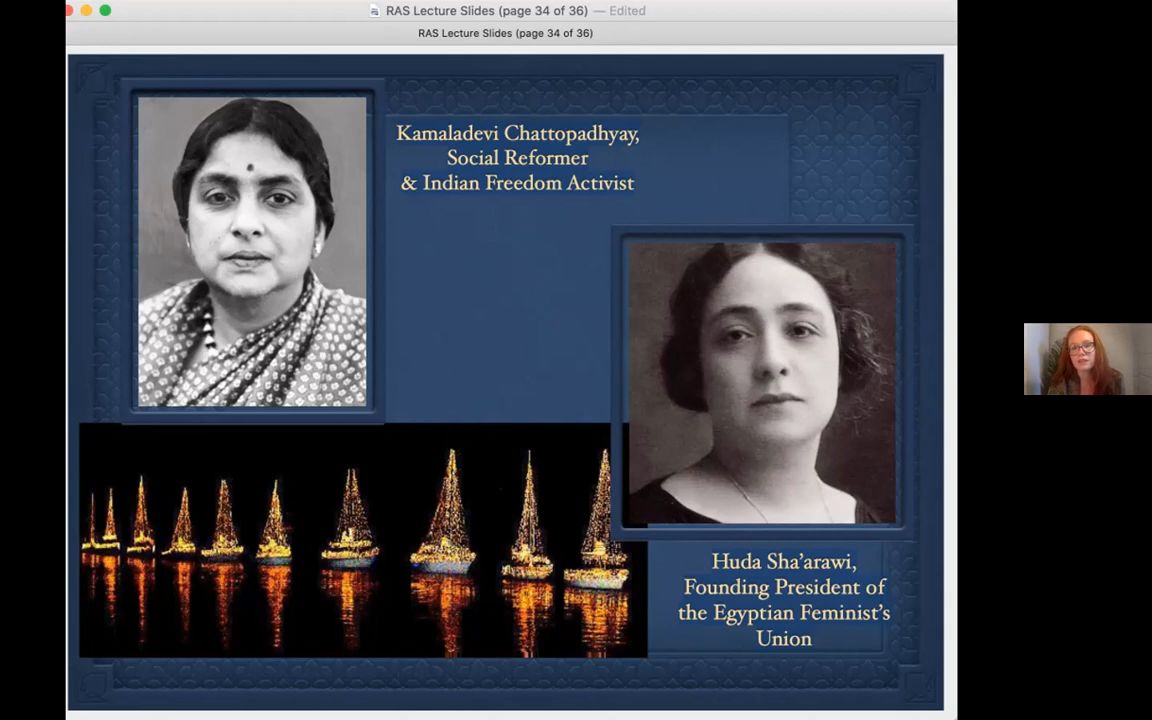 RAS Lecture Slides (page 34 of 36) — Edited
RAS Lecture Slides (page 34 of 36)
Kamaladevi Chattopadhyay,
Social Reformer
& Indian Freedom Activist
Huda Sha’arawi,
Founding President of
the Egyptian Feminist’s
Union